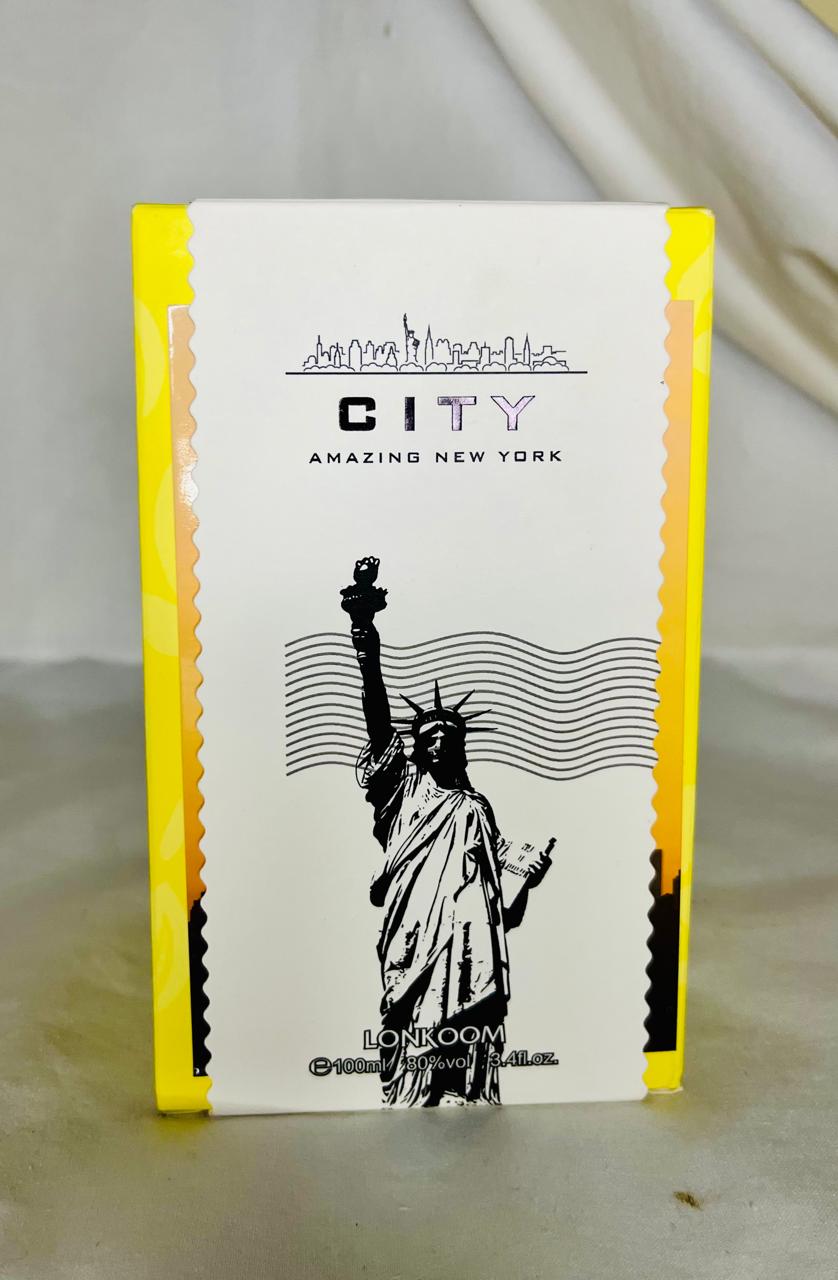 CITY
AMAZING NEW YORK
LONKOOM
℮100ml 80%vol 3.4fl.oz.